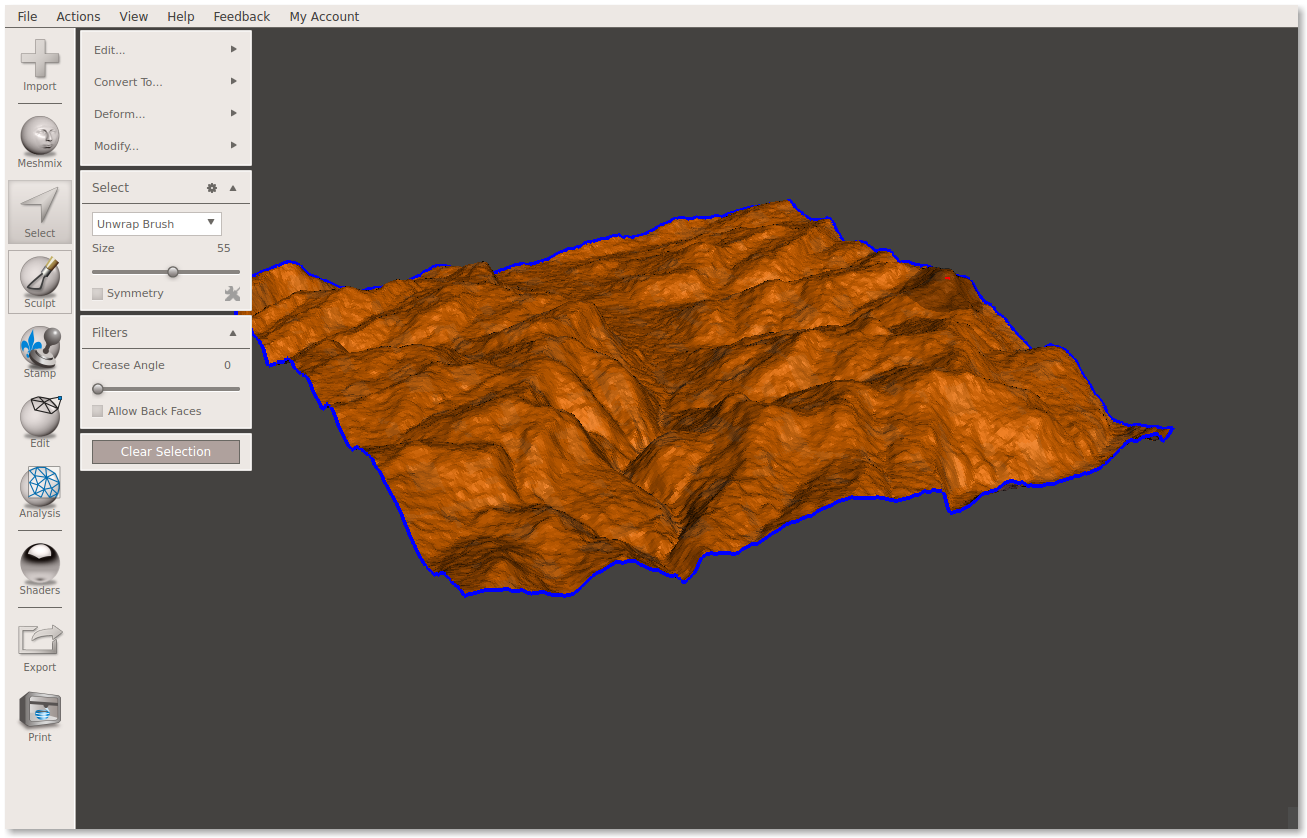 File Actions View Help Feedback My Account
Import
Meshmix
Select
Sculpt
Stamp
Edit
Analysis
Shaders
Export
Print
Edit...
Convert To...
Deform...
Modify...
Select
Unwrap Brush
Size 55
Symmetry
Filters
Crease Angle 0
Allow Back Faces
Clear Selection